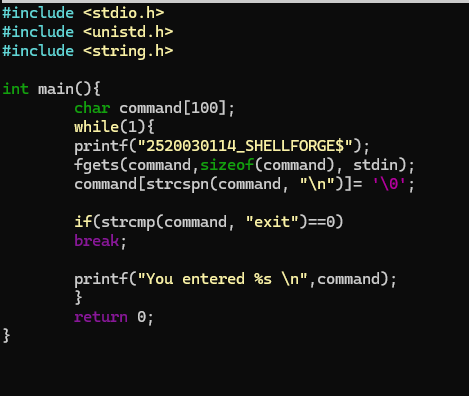 #include <stdio.h>
#include <unistd.h>
#include <string.h>

int main(){
        char command[100];
        while(1){
        printf("2520030114_SHELLFORGE$");
        fgets(command,sizeof(command), stdin);
        command[strcspn(command, "\n")]= '\0';

        if(strcmp(command, "exit")==0)
        break;

        printf("You entered %s \n",command);
        }
        return 0;
}